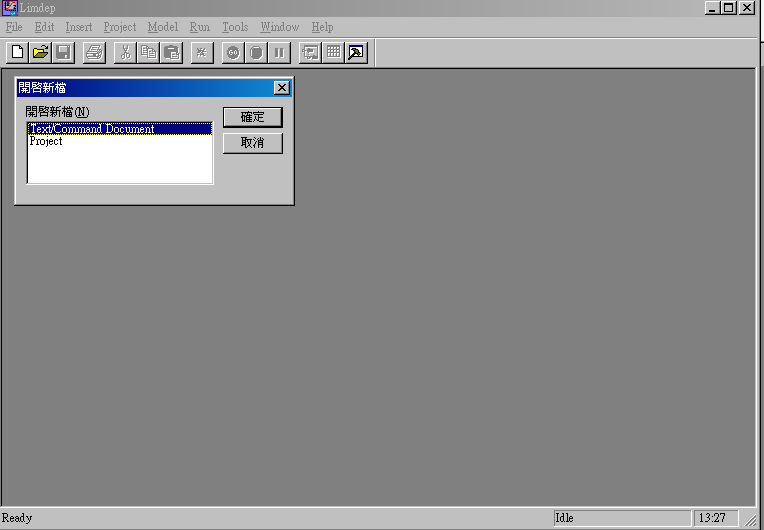 Limdep
File Edit Insert Project Model Run Tools Window Help
GO
開啓新檔
開啓新檔(N)
Text/Command Document
Project
確定
取消
Ready
Idle
13:27